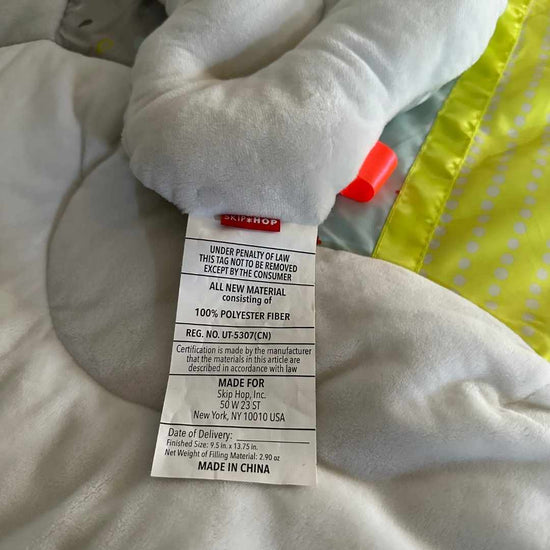 SKIP*HOP
UNDER PENALTY OF LAW
THIS TAG NOT TO BE REMOVED
EXCEPT BY THE CONSUMER
ALL NEW MATERIAL
consisting of
100% POLYESTER FIBER
REG. NO. UT-5307(CN)
Certification is made by the manufacturer
that the materials in this article are
described in accordance with law
MADE FOR
Skip Hop, Inc.
50 W 23 ST
New York, NY 10010 USA
Date of Delivery:
Finished Size: 9.5 in. x 13.75 in.
Net Weight of Filling Material: 2.90 oz
MADE IN CHINA